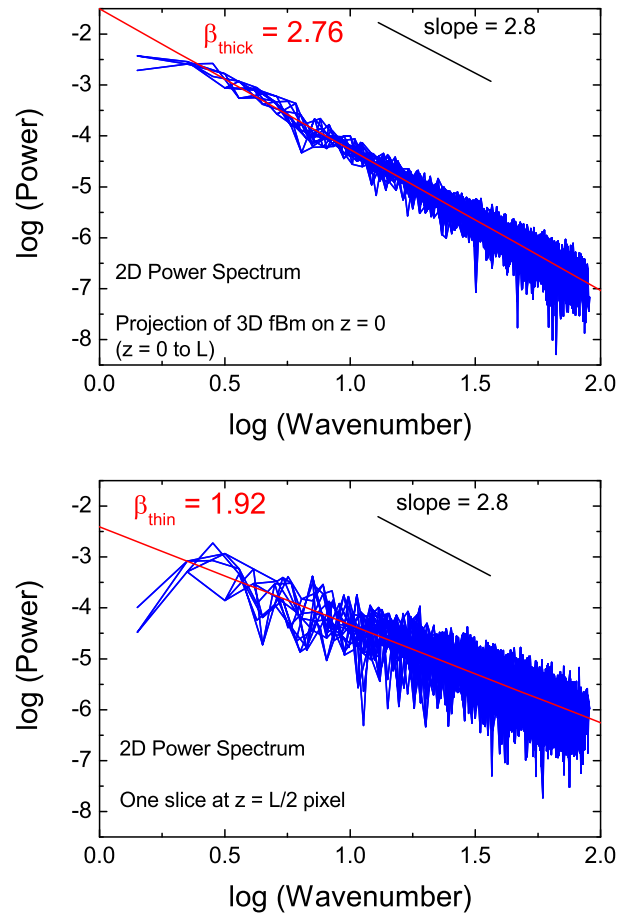 βthick = 2.76
slope = 2.8
-2
-3
-4
-5
-6
-7
-8
log (Power)
2D Power Spectrum
Projection of 3D fBm on z = 0
(z = 0 to L)
0.0 0.5 1.0 1.5 2.0
log (Wavenumber)
βthin = 1.92
slope = 2.8
-2
-3
-4
-5
-6
-7
-8
log (Power)
2D Power Spectrum
One slice at z = L/2 pixel
0.0 0.5 1.0 1.5 2.0
log (Wavenumber)